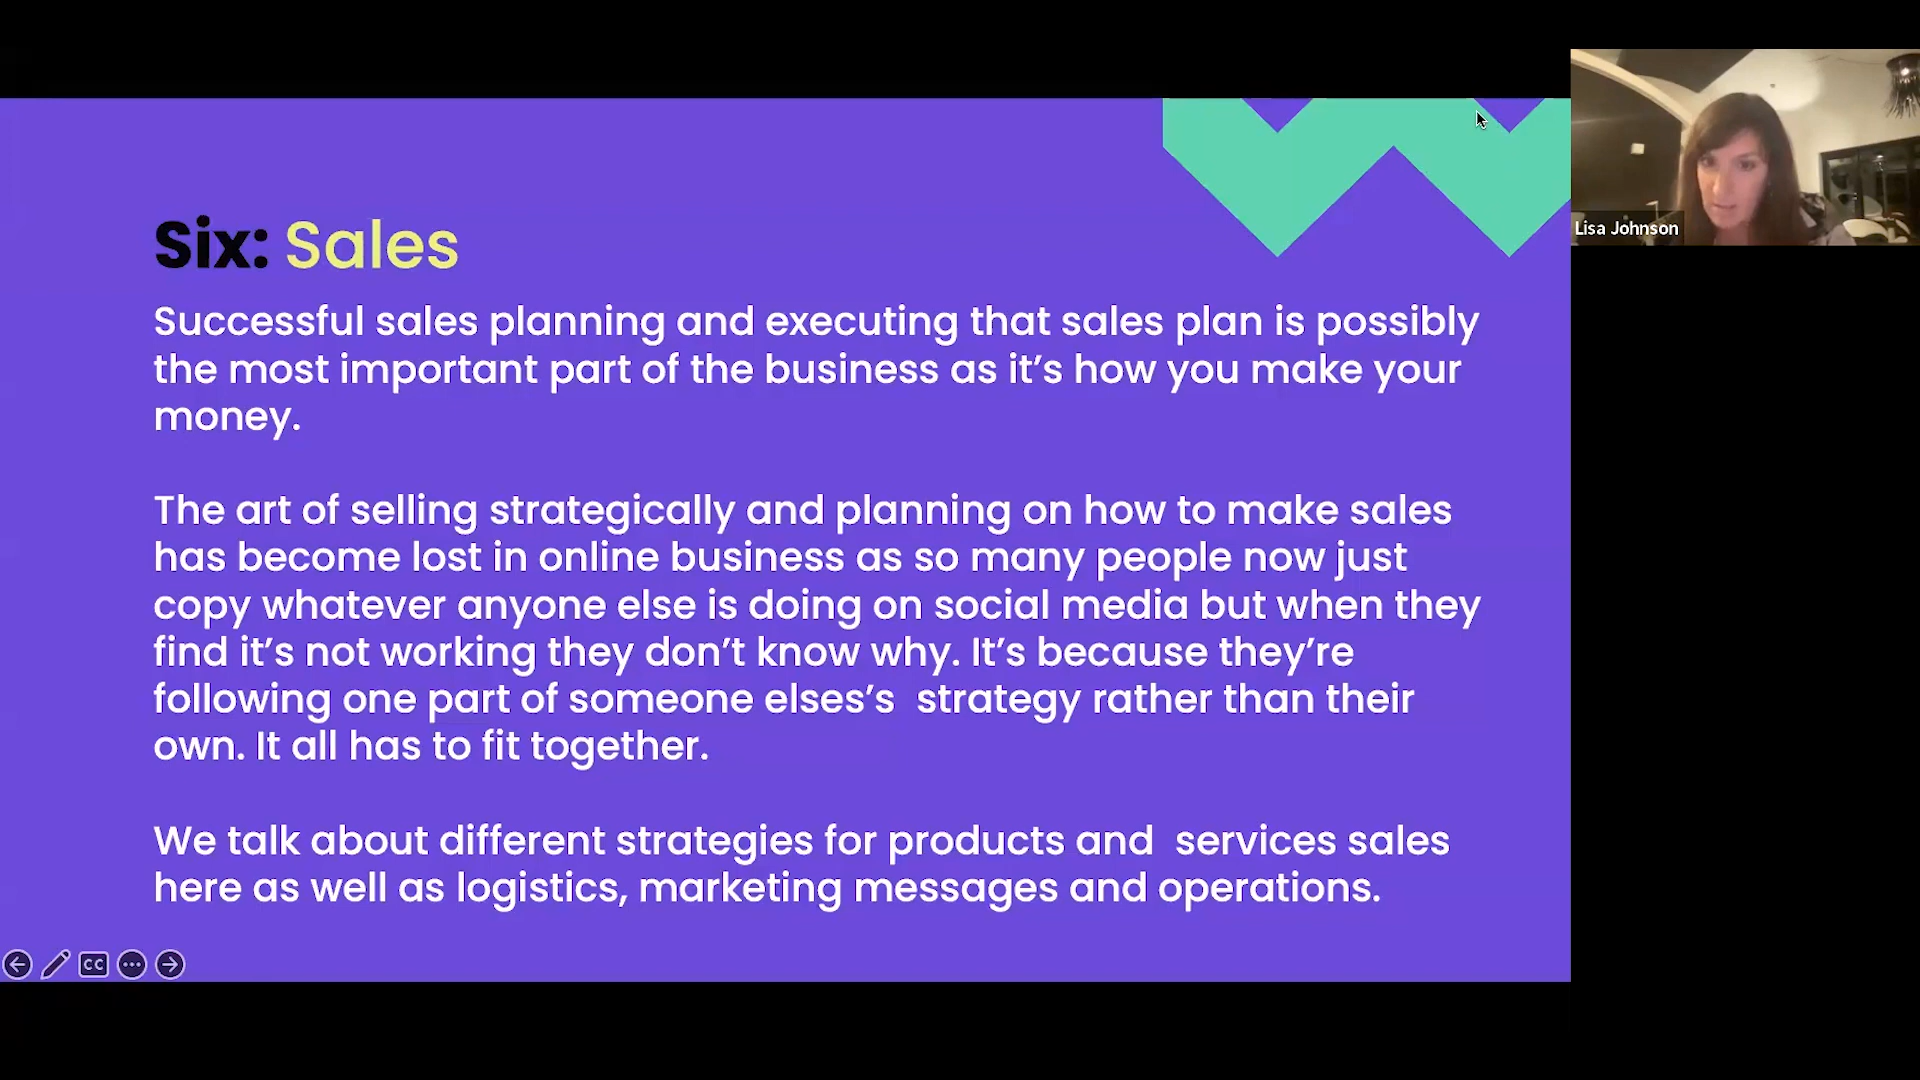 Six: Sales
Successful sales planning and executing that sales plan is possibly
the most important part of the business as it’s how you make your
money.
The art of selling strategically and planning on how to make sales
has become lost in online business as so many people now just
copy whatever anyone else is doing on social media but when they
find it’s not working they don’t know why. It’s because they’re
following one part of someone elses’s  strategy rather than their
own. It all has to fit together.
We talk about different strategies for products and  services sales
here as well as logistics, marketing messages and operations.
CC
Lisa Johnson